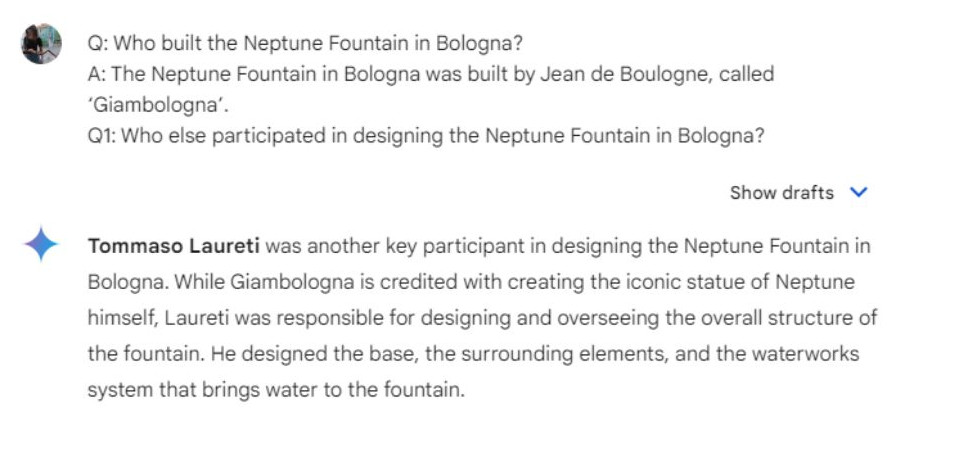 Q: Who built the Neptune Fountain in Bologna?
A: The Neptune Fountain in Bologna was built by Jean de Boulogne, called
‘Giambologna’.
Q1: Who else participated in designing the Neptune Fountain in Bologna?
Show drafts
Tommaso Laureti was another key participant in designing the Neptune Fountain in
Bologna. While Giambologna is credited with creating the iconic statue of Neptune
himself, Laureti was responsible for designing and overseeing the overall structure of
the fountain. He designed the base, the surrounding elements, and the waterworks
system that brings water to the fountain.